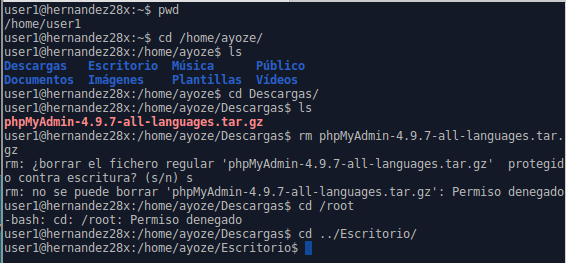 user1@hernandez28x:~$ pwd
/home/user1
user1@hernandez28x:~$ cd /home/ayoze/
user1@hernandez28x:/home/ayoze$ ls
Descargas   Escritorio  Música      Público
Documentos  Imágenes    Plantillas  Vídeos
user1@hernandez28x:/home/ayoze$ cd Descargas/
user1@hernandez28x:/home/ayoze/Descargas$ ls
phpMyAdmin-4.9.7-all-languages.tar.gz
user1@hernandez28x:/home/ayoze/Descargas$ rm phpMyAdmin-4.9.7-all-languages.tar.
gz
rm: ¿borrar el fichero regular 'phpMyAdmin-4.9.7-all-languages.tar.gz'  protegid
o contra escritura? (s/n) s
rm: no se puede borrar 'phpMyAdmin-4.9.7-all-languages.tar.gz': Permiso denegado
user1@hernandez28x:/home/ayoze/Descargas$ cd /root
-bash: cd: /root: Permiso denegado
user1@hernandez28x:/home/ayoze/Descargas$ cd ../Escritorio/
user1@hernandez28x:/home/ayoze/Escritorio$